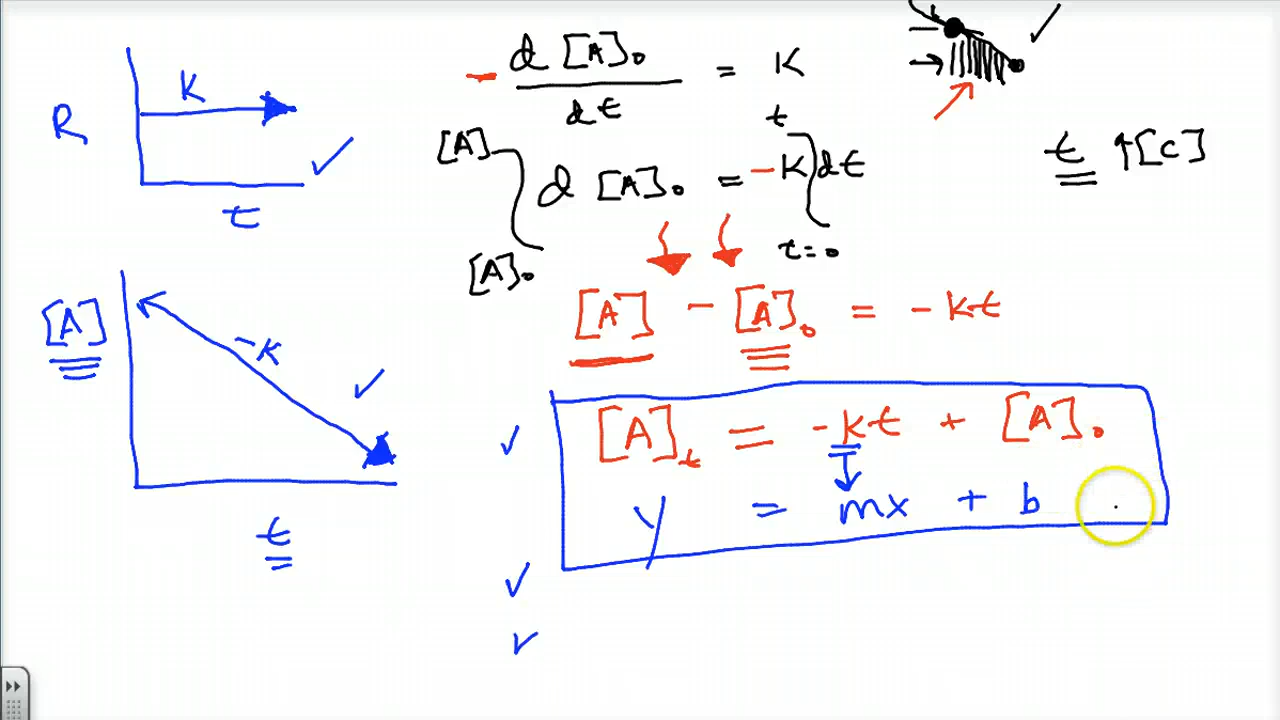 R
K
t
[A]
-K
t
- d [A]₀ / dt = K
[A] t
d [A]₀ = -K dt
[A]₀ t=0
t ↑[C]
[A] - [A]₀ = -kt
[A]t = -kt + [A]₀
y = mx + b